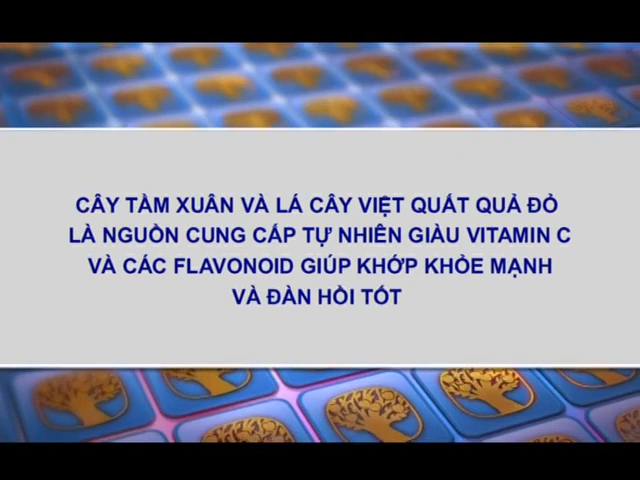 CÂY TẦM XUÂN VÀ LÁ CÂY VIỆT QUẤT QUẢ ĐỎ
LÀ NGUỒN CUNG CẤP TỰ NHIÊN GIÀU VITAMIN C
VÀ CÁC FLAVONOID GIÚP KHỚP KHỎE MẠNH
VÀ ĐÀN HỒI TỐT